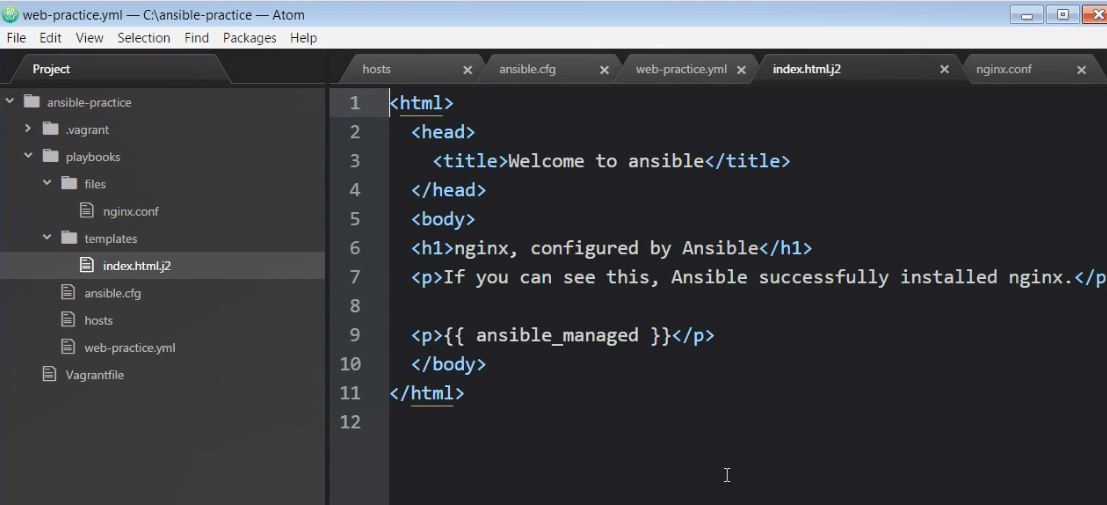 web-practice.yml — C:\ansible-practice — Atom
File Edit View Selection Find Packages Help
Project
ansible-practice
.vagrant
playbooks
files
nginx.conf
templates
index.html.j2
ansible.cfg
hosts
web-practice.yml
Vagrantfile
hosts ansible.cfg web-practice.yml index.html.j2 nginx.conf
1 <html>
2 <head>
3 <title>Welcome to ansible</title>
4 </head>
5 <body>
6 <h1>nginx, configured by Ansible</h1>
7 <p>If you can see this, Ansible successfully installed nginx.</p
8
9 <p>{{ ansible_managed }}</p>
10 </body>
11 </html>
12